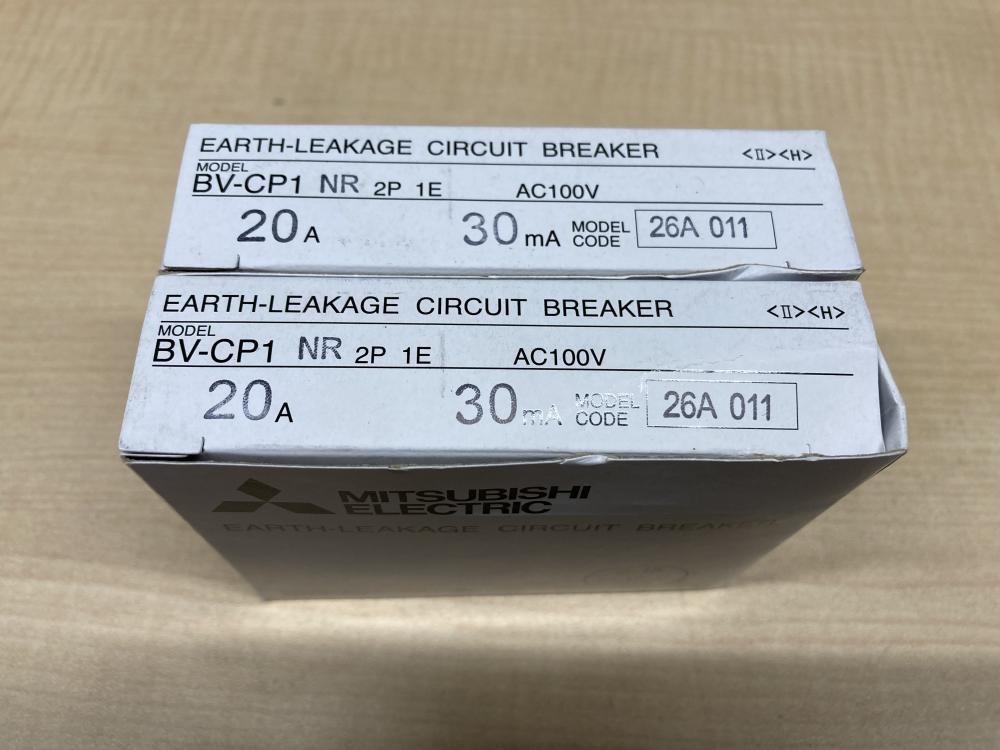 EARTH-LEAKAGE CIRCUIT BREAKER <Ⅱ><H>
MODEL
BV-CP1 NR 2P 1E AC100V
20A 30mA MODEL CODE 26A 011
EARTH-LEAKAGE CIRCUIT BREAKER <Ⅱ><H>
MODEL
BV-CP1 NR 2P 1E AC100V
20A 30mA MODEL CODE 26A 011
MITSUBISHI
ELECTRIC
EARTH-LEAKAGE CIRCUIT BREAKER